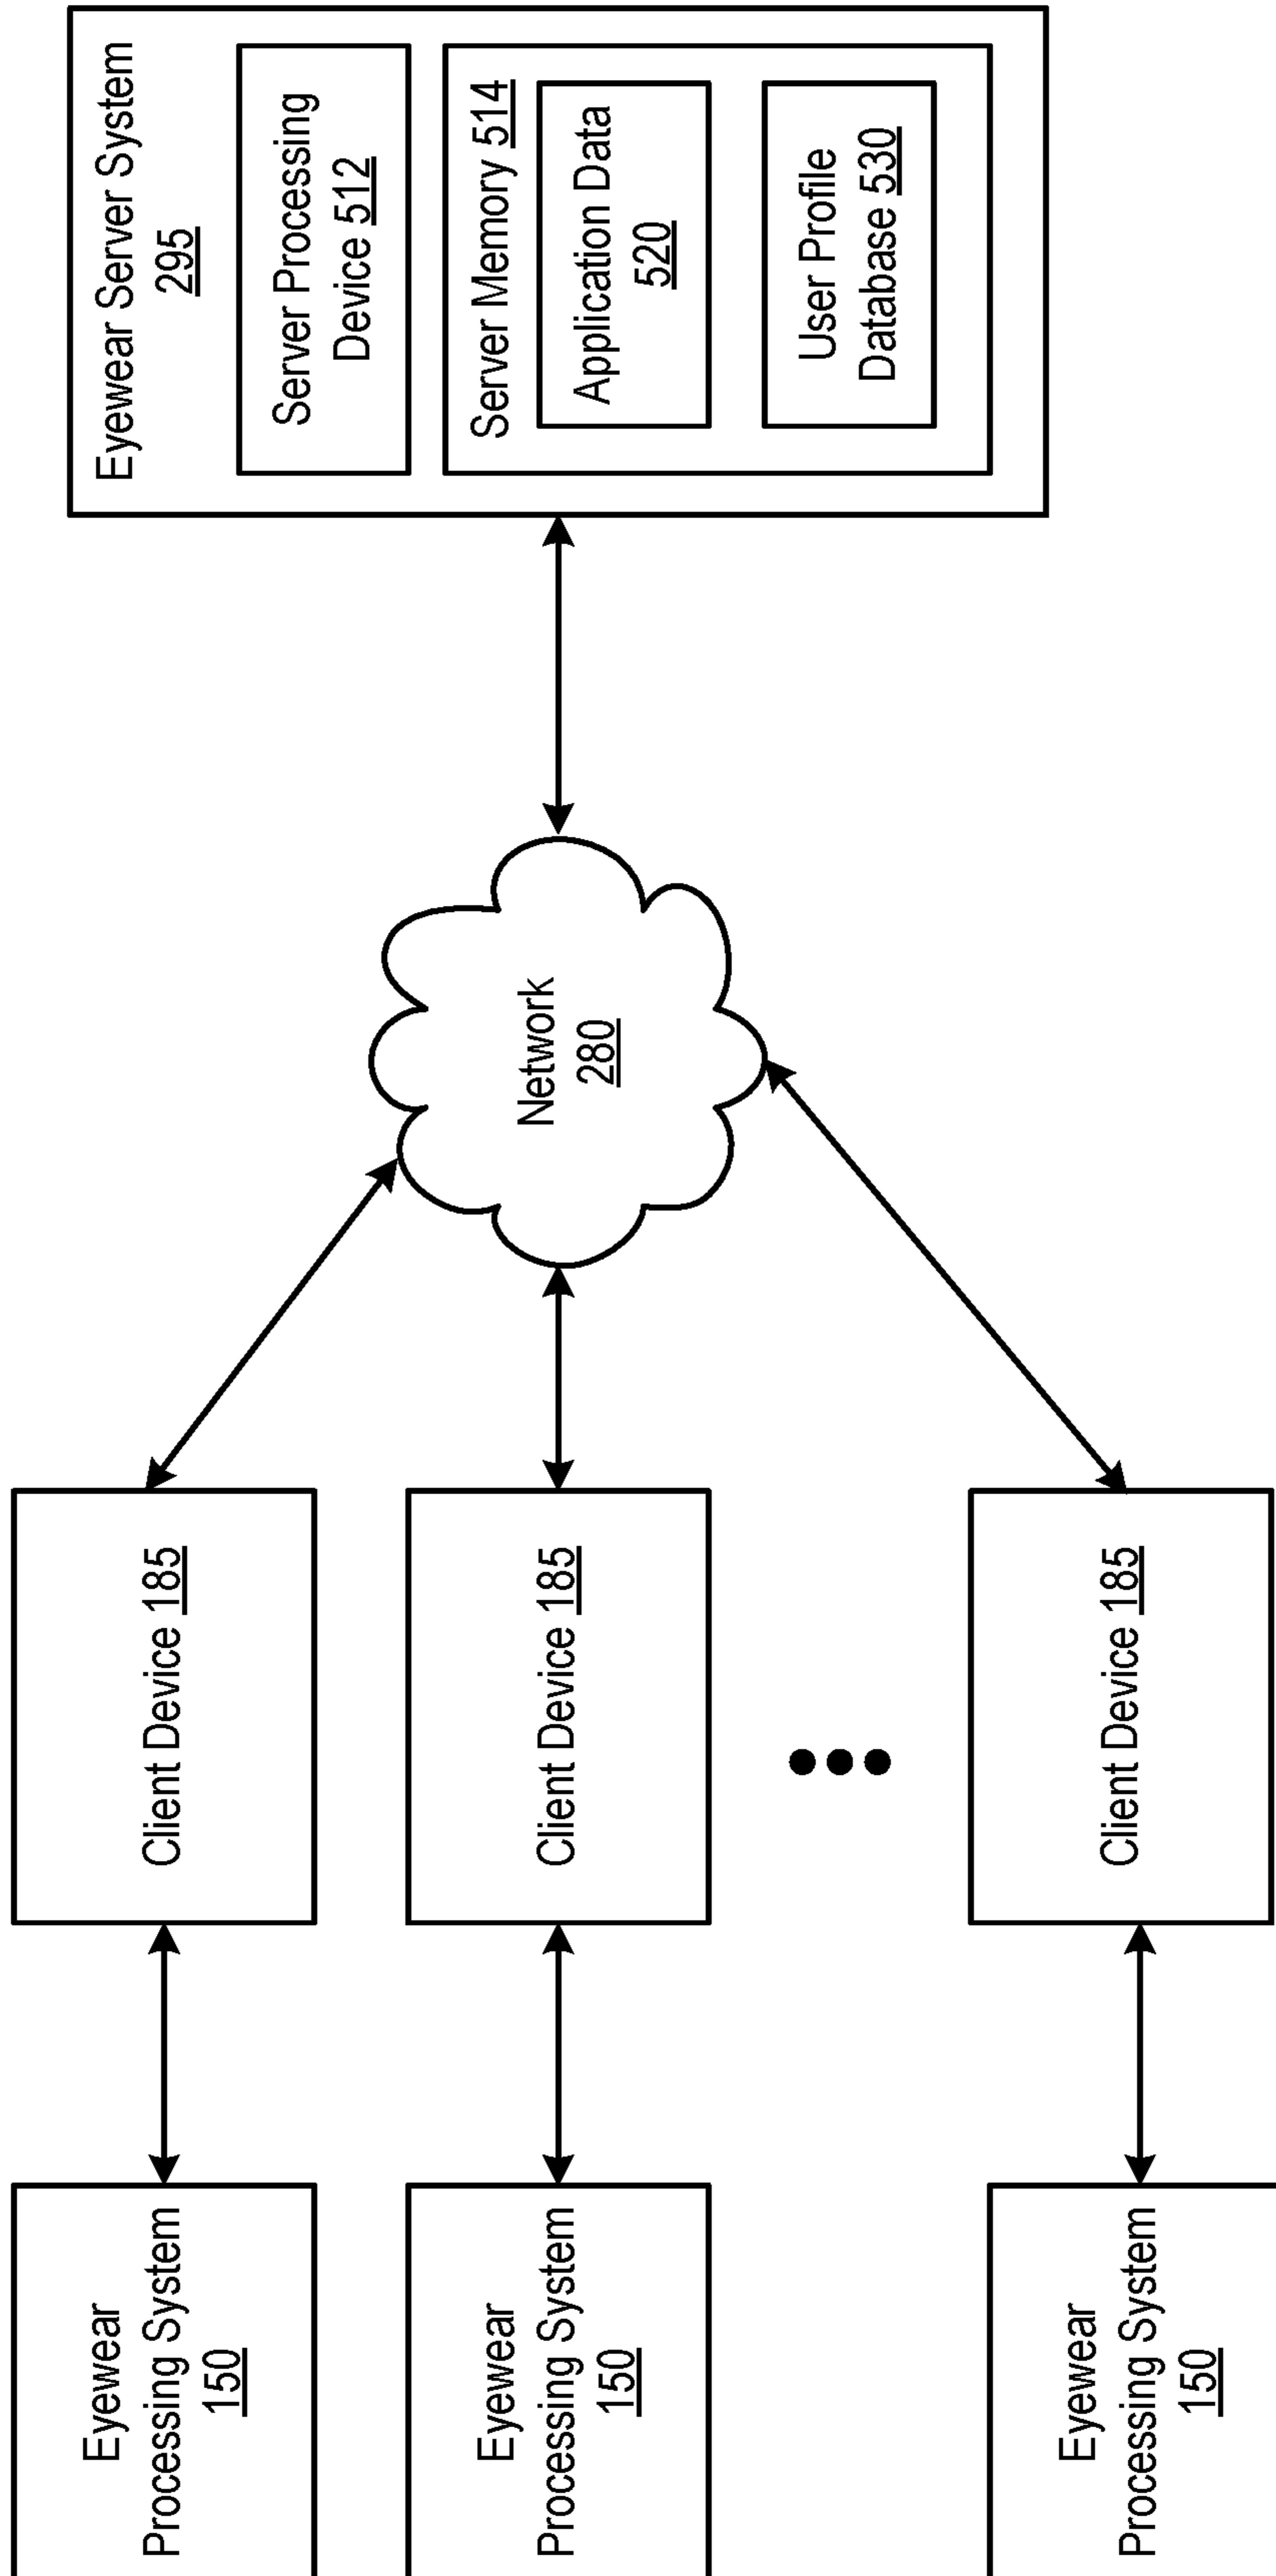 Eyewear
Processing System
150
Client Device 185
Eyewear
Processing System
150
Client Device 185
Eyewear
Processing System
150
Client Device 185
Network
280
Eyewear Server System
295
Server Processing
Device 512
Server Memory 514
Application Data
520
User Profile
Database 530